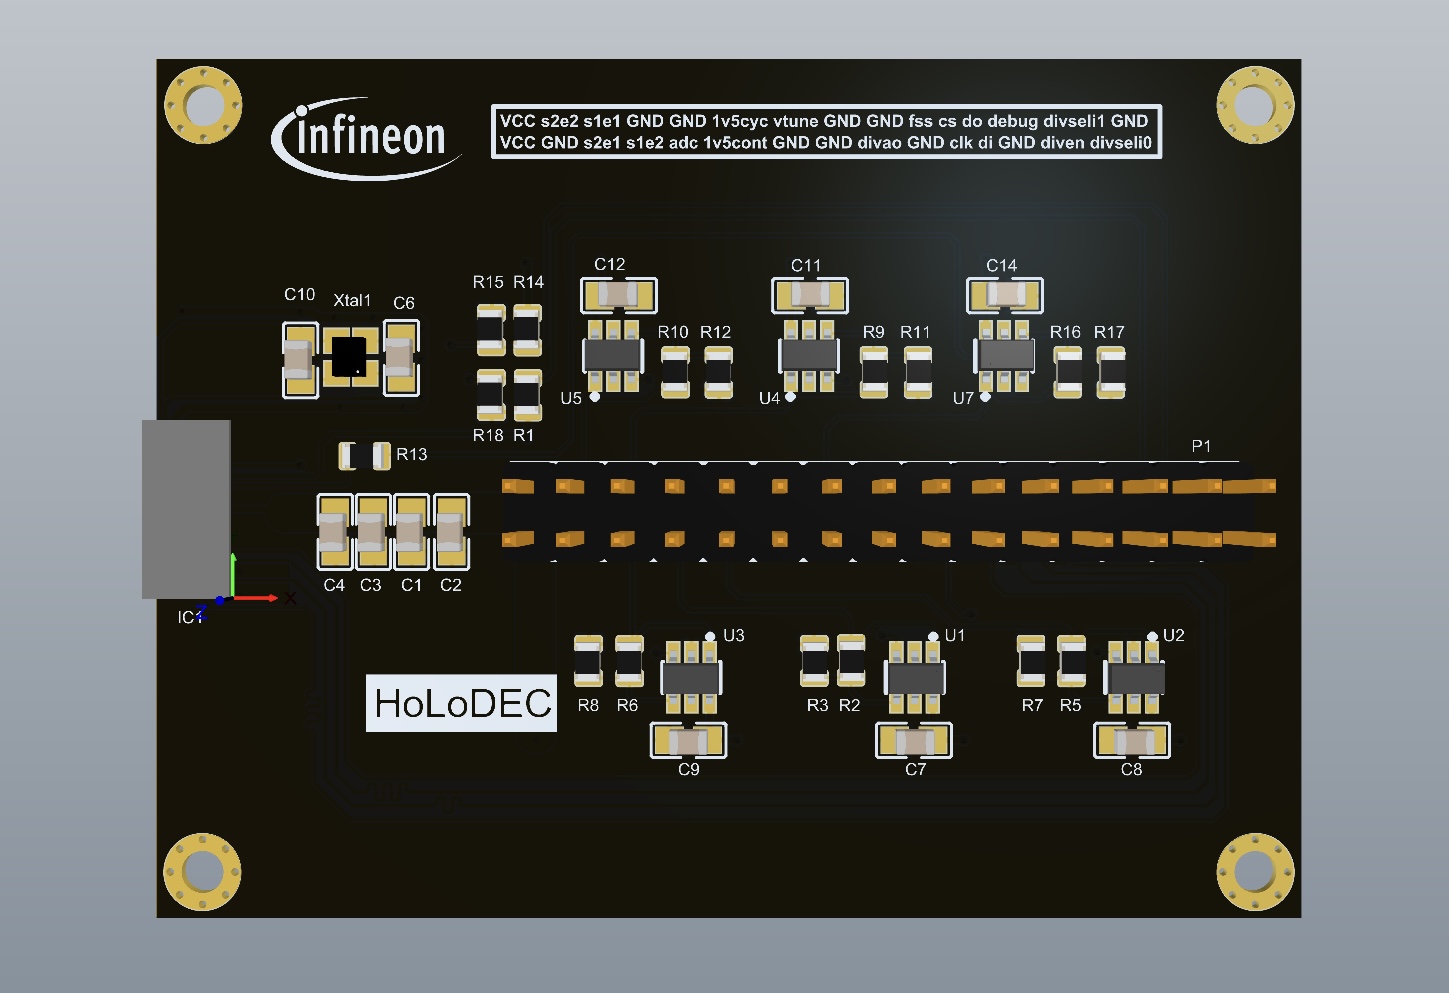 infineon
VCC s2e2 s1e1 GND GND 1v5cyc vtune GND GND fss cs do debug divseli1 GND
VCC GND s2e1 s1e2 adc 1v5cont GND GND divao GND clk di GND diven divseli0
C12
C11
C14
R15 R14
C10
Xtal1
C6
R10
R12
R9
R11
R16
R17
U5
U4
U7
R18 R1
P1
R13
C4
C3
C1
C2
X
Z
IC1
U3
U1
U2
HoLoDEC
R8
R6
R3
R2
R7
R5
C9
C7
C8